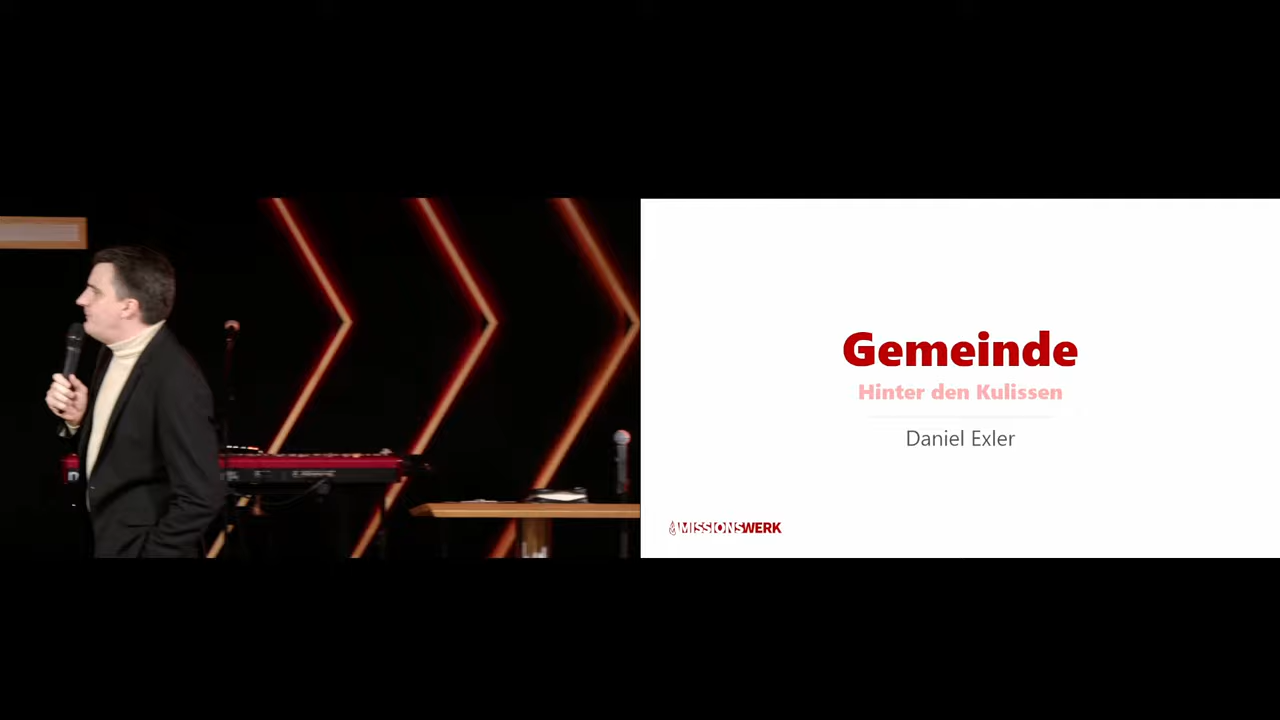 Gemeinde
Hinter den Kulissen
Daniel Exler
MISSIONSWERK